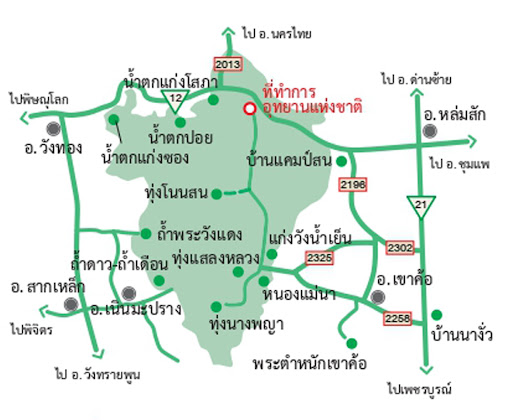 ไป อ.นครไทย
2013
น้ำตกแก่งโสภา
ที่ทำการ
อุทยานแห่งชาติ
ไป อ.ด่านซ้าย
ไปพิษณุโลก
12
อ.หล่มสัก
อ.วังทอง
น้ำตกปอย
น้ำตกแก่งซอง
บ้านแคมป์สน
ไป อ.ชุมแพ
2196
ทุ่งโนนสน
21
ถ้ำพระวังแดง
แก่งวังน้ำเย็น
2302
ถ้ำดาว-ถ้ำเดือน
ทุ่งแสลงหลวง
2325
อ.สากเหล็ก
อ.เนินมะปราง
หนองแม่นา
อ.เขาค้อ
ไปพิจิตร
ทุ่งนางพญา
2258
บ้านนางั่ว
พระตำหนักเขาค้อ
ไป อ.วังทรายพูน
ไปเพชรบูรณ์